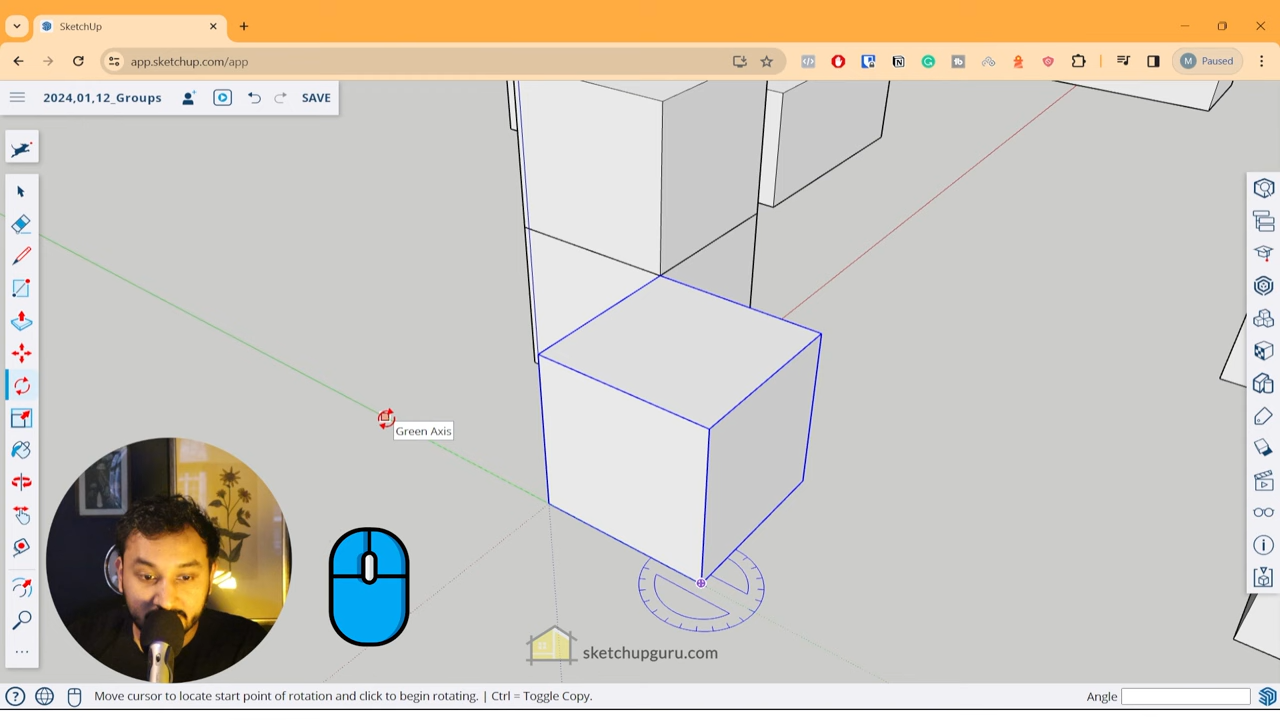 SketchUp
app.sketchup.com/app
M Paused
2024,01,12_Groups
SAVE
Green Axis
sketchupguru.com
Move cursor to locate start point of rotation and click to begin rotating. | Ctrl = Toggle Copy.
Angle